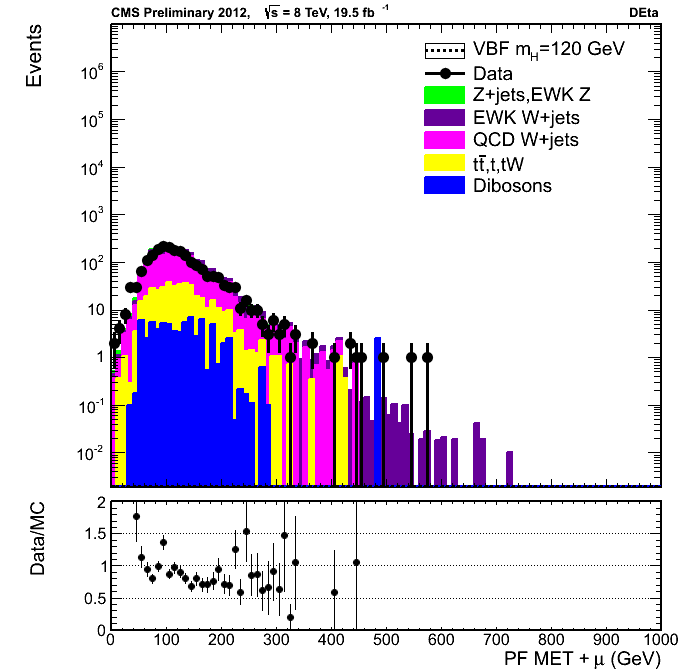 CMS Preliminary 2012, √s = 8 TeV, 19.5 fb⁻¹ DEta
Events
VBF m_H=120 GeV
Data
Z+jets,EWK Z
EWK W+jets
QCD W+jets
tt̄,t,tW
Dibosons
10⁶
10⁵
10⁴
10³
10²
10
1
10⁻¹
10⁻²
Data/MC
2
1.5
1
0.5
0
0 100 200 300 400 500 600 700 800 900 1000
PF MET + μ (GeV)